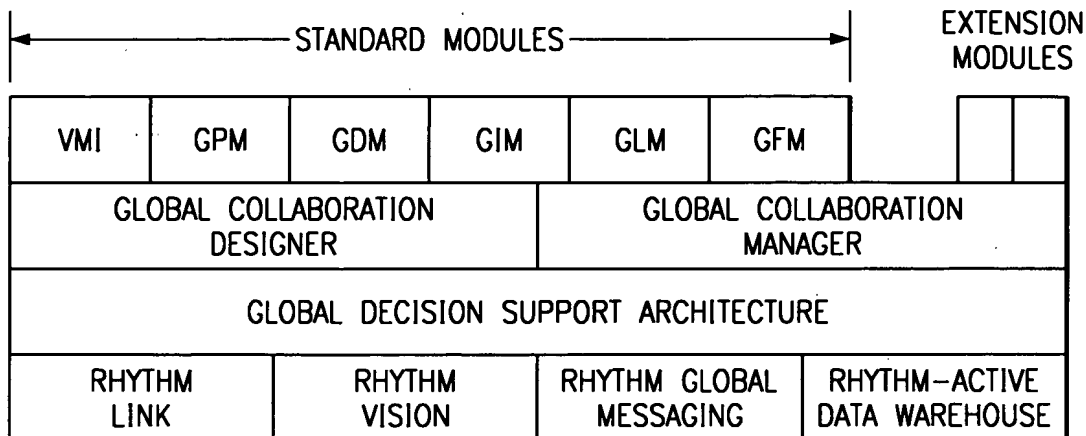 STANDARD MODULES
EXTENSION
MODULES
VMI
GPM
GDM
GIM
GLM
GFM
GLOBAL COLLABORATION
DESIGNER
GLOBAL COLLABORATION
MANAGER
GLOBAL DECISION SUPPORT ARCHITECTURE
RHYTHM
LINK
RHYTHM
VISION
RHYTHM GLOBAL
MESSAGING
RHYTHM-ACTIVE
DATA WAREHOUSE